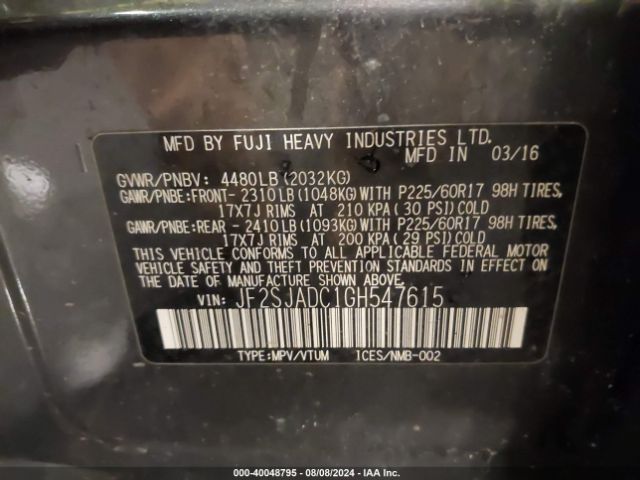 MFD BY FUJI HEAVY INDUSTRIES LTD.
MFD IN 03/16
GVWR/PNBV: 4480LB(2032KG)
GAWR/PNBE:FRONT-2310LB(1048KG)WITH P225/60R17 98H TIRES,
17X7J RIMS AT 210 KPA(30 PSI)COLD
GAWR/PNBE:REAR -2410LB(1093KG)WITH P225/60R17 98H TIRES,
17X7J RIMS AT 200 KPA(29 PSI)COLD
THIS VEHICLE CONFORMS TO ALL APPLICABLE FEDERAL MOTOR
VEHICLE SAFETY AND THEFT PREVENTION STANDARDS IN EFFECT
ON THE DATE OF MANUFACTURE SHOWN ABOVE.
VIN: JF2SJADC1GH547615
TYPE:MPV/VTUM ICES/NMB-002
000-40048795 - 08/08/2024 - IAA Inc.